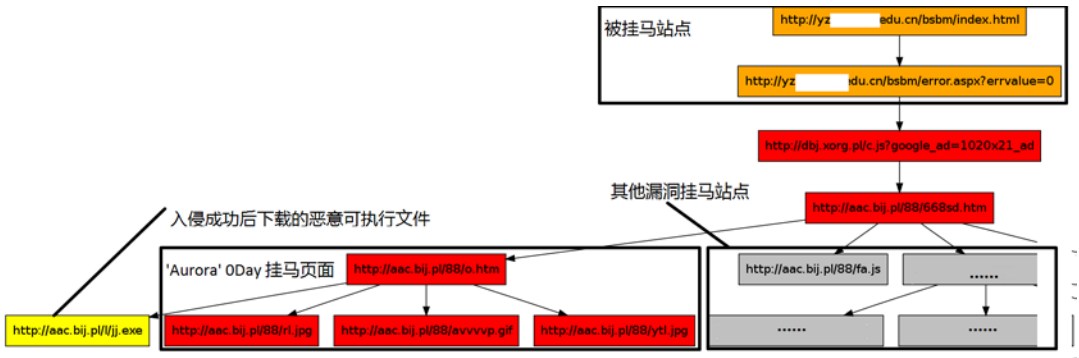 被挂马站点
http://yz edu.cn/bsbm/index.html
http://yz du.cn/bsbm/error.aspx?errvalue=0
http://dbj.xorg.pl/c.js?google_ad=1020x21_ad
其他漏洞挂马站点
http://aac.bij.pl/88/668sd.htm
入侵成功后下载的恶意可执行文件
'Aurora' 0Day 挂马页面
http://aac.bij.pl/88/o.htm
http://aac.bij.pl/88/fa.js
......
http://aac.bij.pl/l/jj.exe
http://aac.bij.pl/88/rl.jpg
http://aac.bij.pl/88/avvvvp.gif
http://aac.bij.pl/88/ytl.jpg
......
......